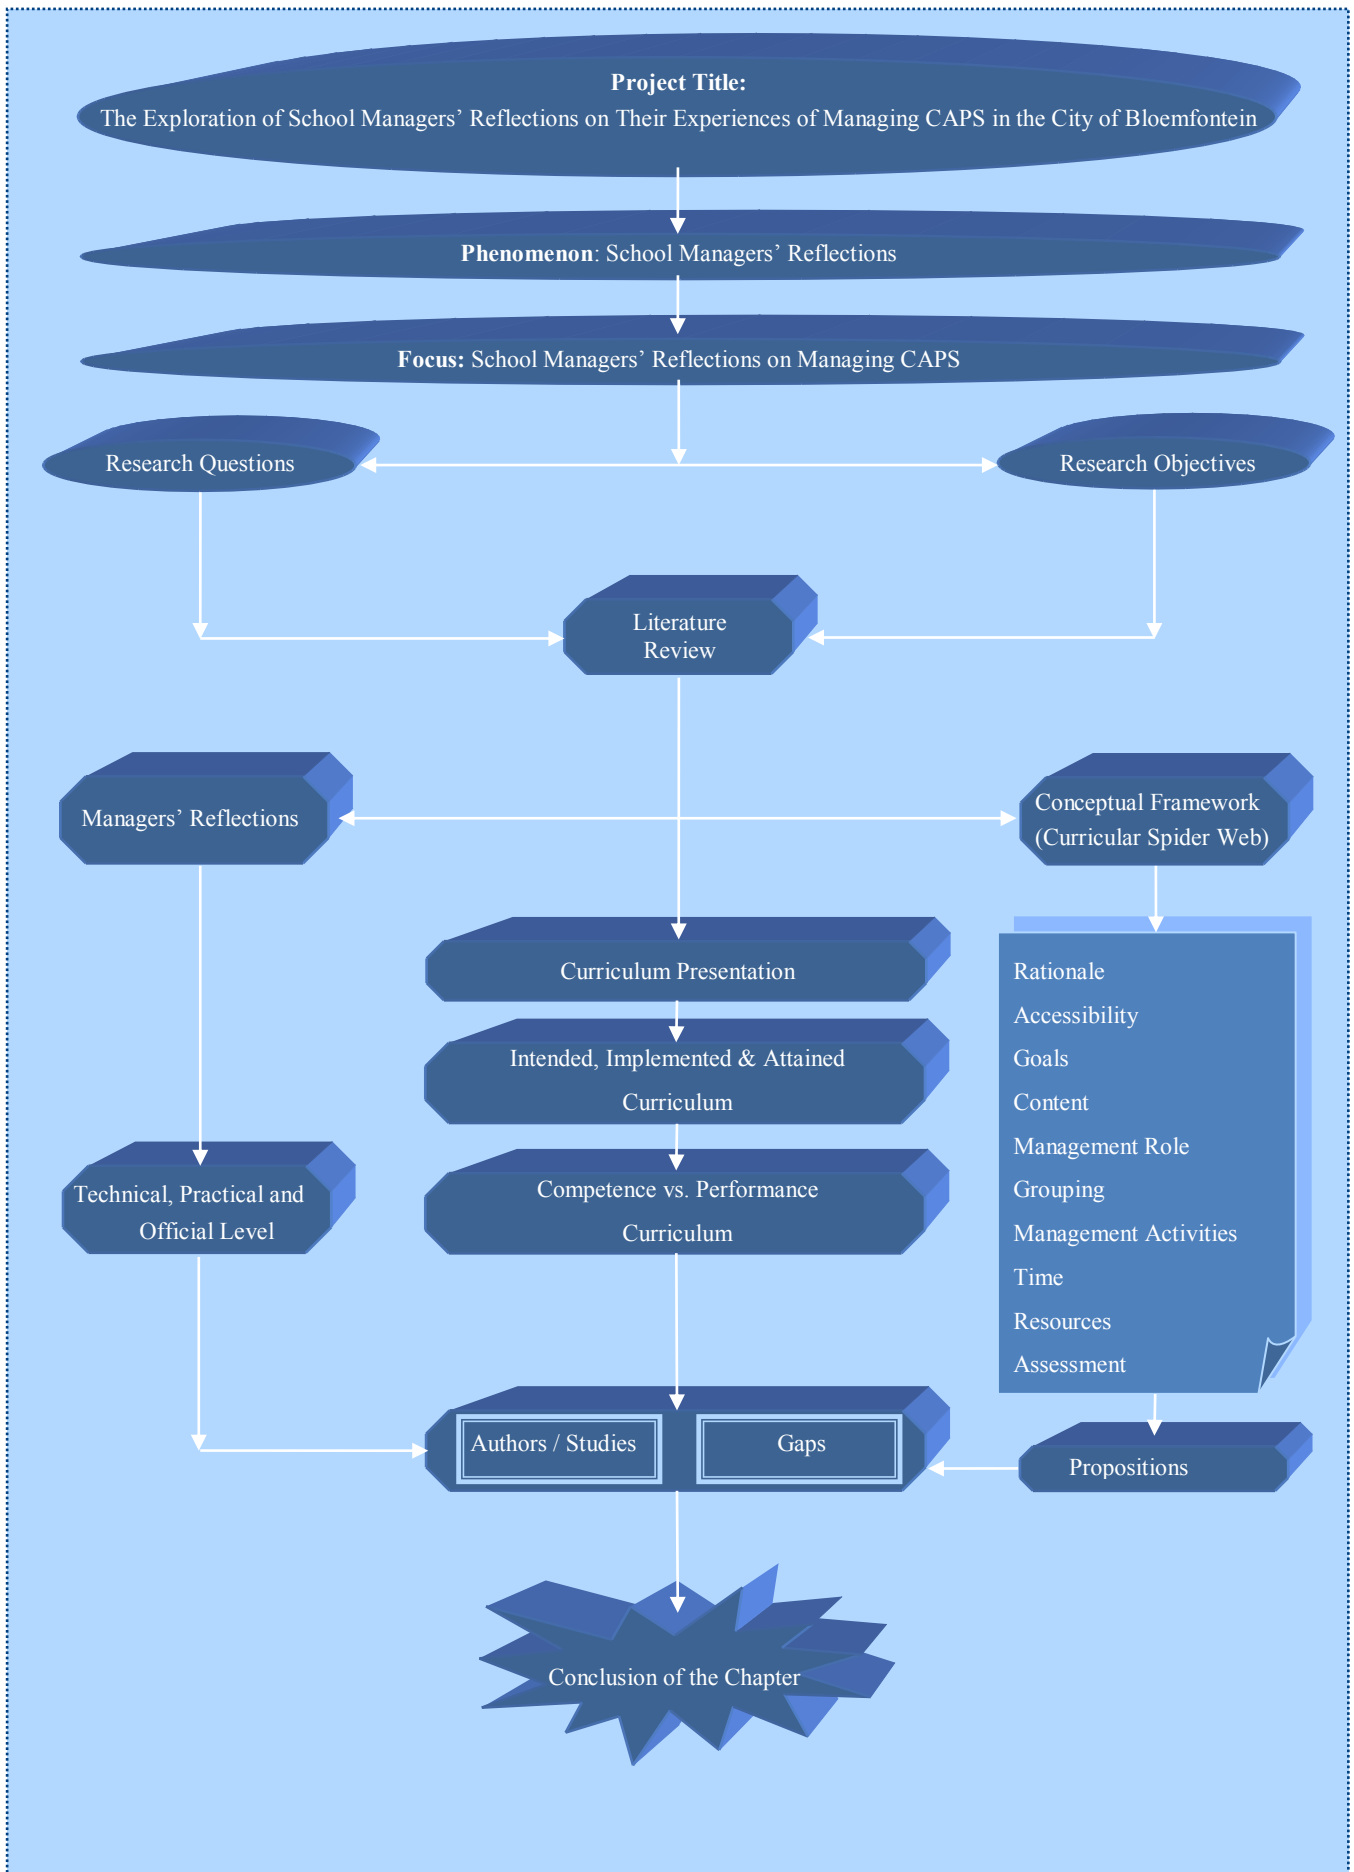 Project Title:
The Exploration of School Managers’ Reflections on Their Experiences of Managing CAPS in the City of Bloemfontein
Phenomenon: School Managers’ Reflections
Focus: School Managers’ Reflections on Managing CAPS
Research Questions
Research Objectives
Literature
Review
Managers’ Reflections
Conceptual Framework
(Curricular Spider Web)
Curriculum Presentation
Intended, Implemented & Attained
Curriculum
Competence vs. Performance
Curriculum
Technical, Practical and
Official Level
Rationale
Accessibility
Goals
Content
Management Role
Grouping
Management Activities
Time
Resources
Assessment
Authors / Studies
Gaps
Propositions
Conclusion of the Chapter